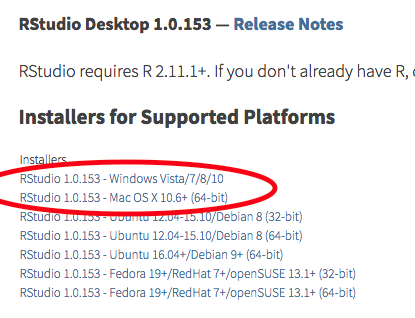 RStudio Desktop 1.0.153 — Release Notes
RStudio requires R 2.11.1+. If you don't already have R,
Installers for Supported Platforms
Installers
RStudio 1.0.153 - Windows Vista/7/8/10
RStudio 1.0.153 - Mac OS X 10.6+ (64-bit)
RStudio 1.0.153 - Ubuntu 12.04-15.10/Debian 8 (32-bit)
RStudio 1.0.153 - Ubuntu 12.04-15.10/Debian 8 (64-bit)
RStudio 1.0.153 - Ubuntu 16.04+/Debian 9+ (64-bit)
RStudio 1.0.153 - Fedora 19+/RedHat 7+/openSUSE 13.1+ (32-bit)
RStudio 1.0.153 - Fedora 19+/RedHat 7+/openSUSE 13.1+ (64-bit)